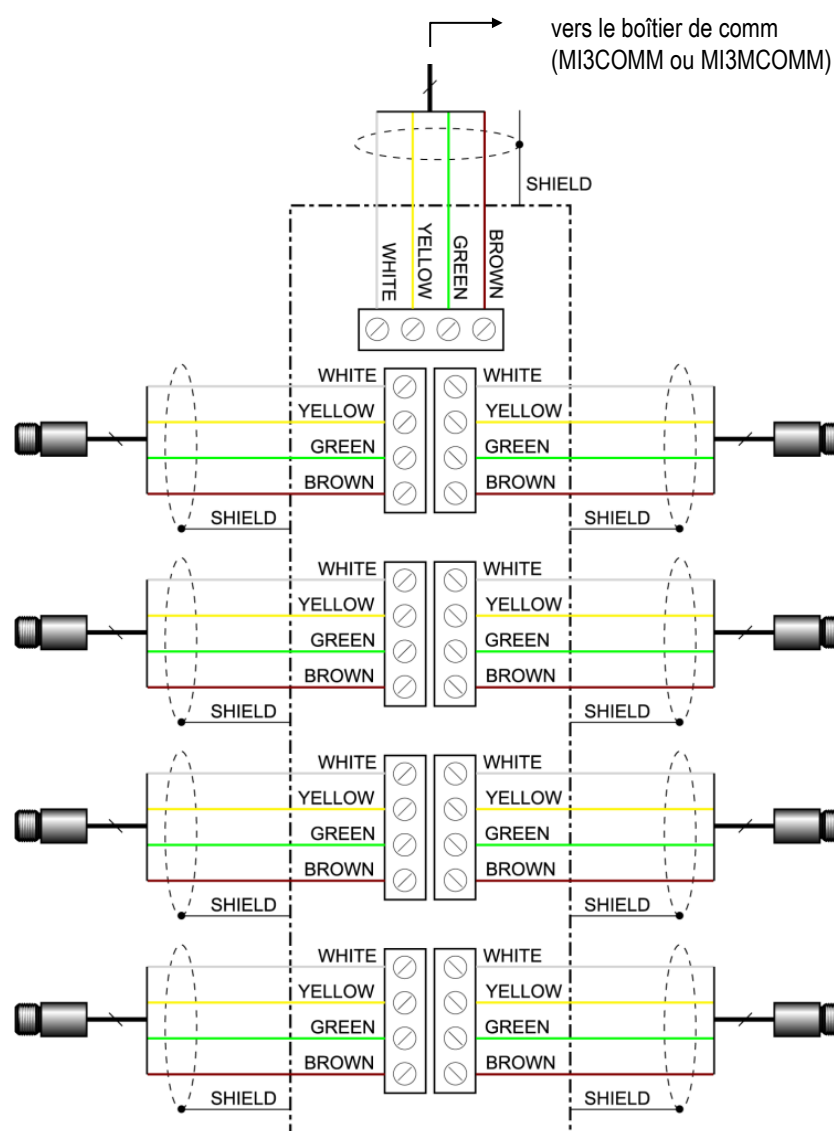 vers le boîtier de comm
(MI3COMM ou MI3MCOMM)
SHIELD
WHITE
YELLOW
GREEN
BROWN
WHITE WHITE
YELLOW YELLOW
GREEN GREEN
BROWN BROWN
SHIELD SHIELD
WHITE WHITE
YELLOW YELLOW
GREEN GREEN
BROWN BROWN
SHIELD SHIELD
WHITE WHITE
YELLOW YELLOW
GREEN GREEN
BROWN BROWN
SHIELD SHIELD
WHITE WHITE
YELLOW YELLOW
GREEN GREEN
BROWN BROWN
SHIELD SHIELD